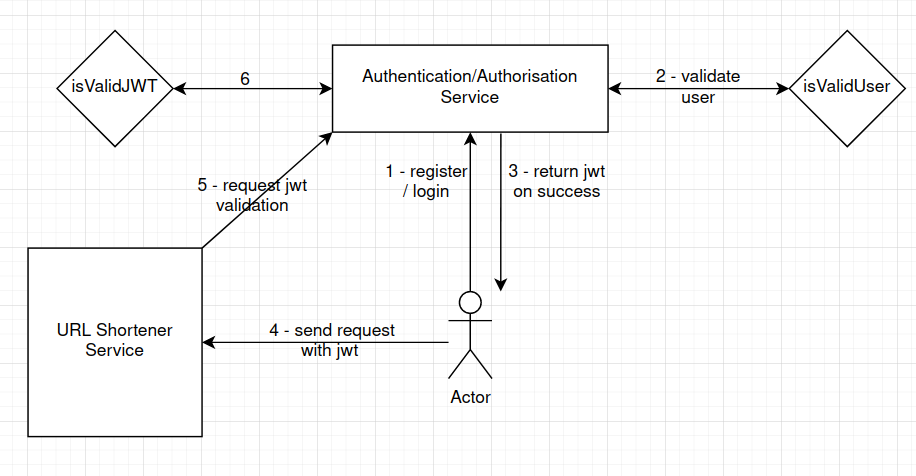 isValidJWT
6
Authentication/Authorisation
Service
2 - validate
user
isValidUser
5 - request jwt
validation
1 - register
/ login
3 - return jwt
on success
URL Shortener
Service
4 - send request
with jwt
Actor